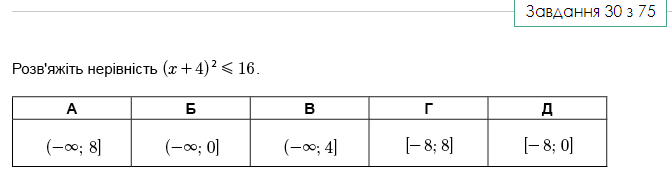 Завдання 30 з 75
Розв'яжіть нерівність (x + 4)² ⩽ 16.
А Б В Г Д
(−∞; 8] (−∞; 0] (−∞; 4] [− 8; 8] [− 8; 0]